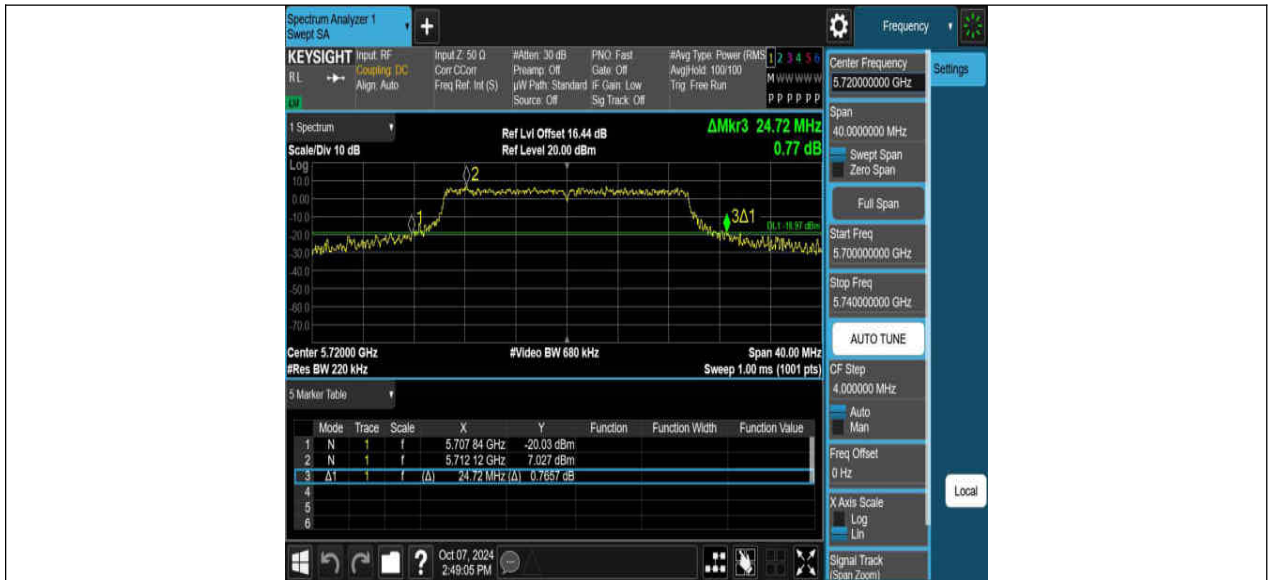 Spectrum Analyzer 1
Swept SA
+
Frequency
KEYSIGHT
RL
Input: RF
Coupling: DC
Align: Auto
Input Z: 50 Ω
Corr CCorr
Freq Ref: Int (S)
#Atten: 30 dB
Preamp: Off
µW Path: Standard
Source: Off
PNO: Fast
Gate: Off
IF Gain: Low
Sig Track: Off
#Avg Type: Power (RMS
Avg|Hold: 100/100
Trig: Free Run
1 2 3 4 5 6
M W W W W W
P P P P P P
1 Spectrum
Scale/Div 10 dB
Ref Lvl Offset 16.44 dB
Ref Level 20.00 dBm
ΔMkr3 24.72 MHz
0.77 dB
Log
10.0
0.00
-10.0
-20.0
-30.0
-40.0
-50.0
-60.0
-70.0
2
1
3Δ1
DL1 -18.97 dBm
Center 5.72000 GHz
#Res BW 220 kHz
#Video BW 680 kHz
Span 40.00 MHz
Sweep 1.00 ms (1001 pts)
5 Marker Table
Mode Trace Scale X Y Function Function Width Function Value
1 N 1 f 5.707 84 GHz -20.03 dBm
2 N 1 f 5.712 12 GHz 7.027 dBm
3 Δ1 1 f (Δ) 24.72 MHz (Δ) 0.7657 dB
4
5
6
?
Oct 07, 2024
2:49:05 PM
Center Frequency
5.720000000 GHz
Span
40.0000000 MHz
Swept Span
Zero Span
Full Span
Start Freq
5.700000000 GHz
Stop Freq
5.740000000 GHz
AUTO TUNE
CF Step
4.000000 MHz
Auto
Man
Freq Offset
0 Hz
X Axis Scale
Log
Lin
Signal Track
(Span Zoom)
Settings
Local